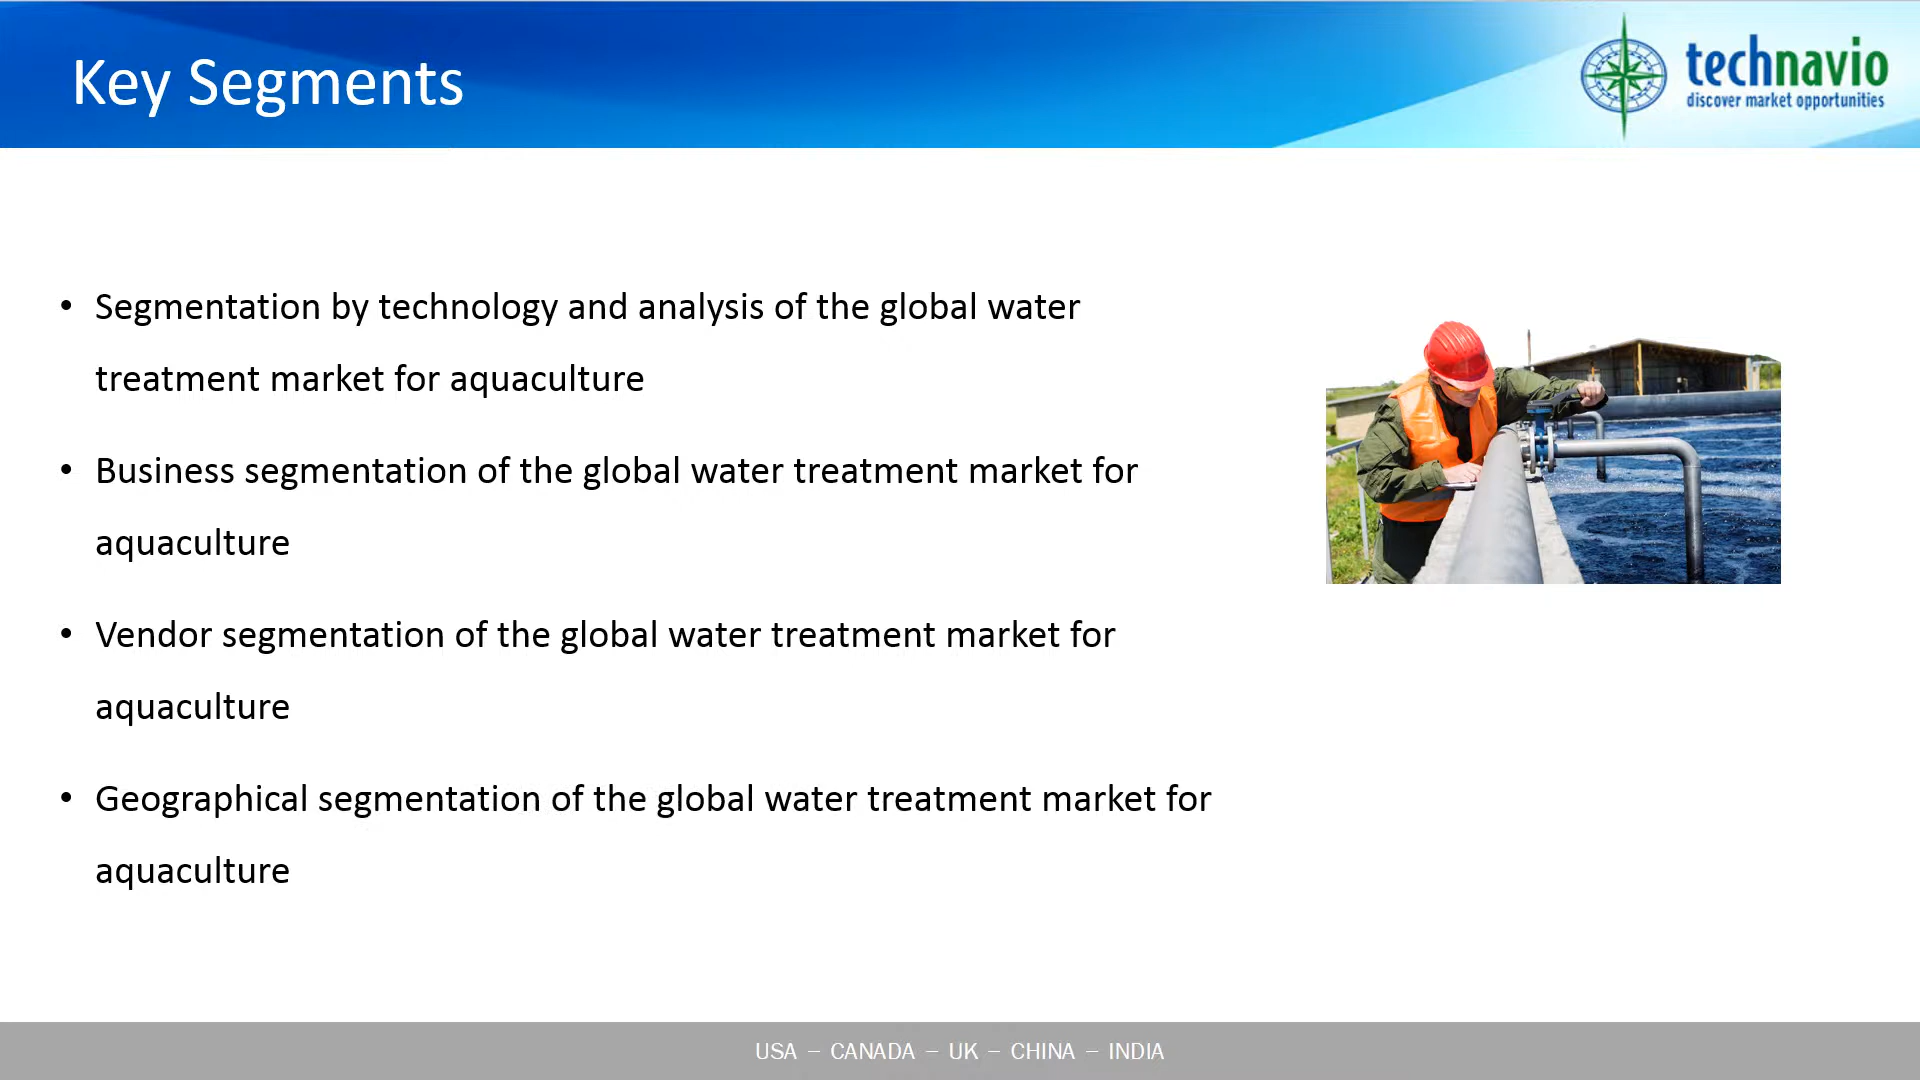 Key Segments
technavio
discover market opportunities
• Segmentation by technology and analysis of the global water
treatment market for aquaculture
• Business segmentation of the global water treatment market for
aquaculture
• Vendor segmentation of the global water treatment market for
aquaculture
• Geographical segmentation of the global water treatment market for
aquaculture
USA – CANADA – UK – CHINA – INDIA